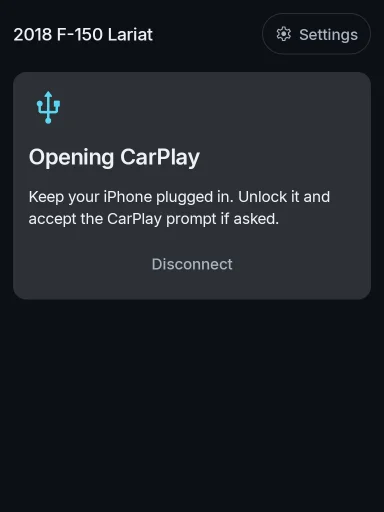 2018 F-150 Lariat
Settings
Opening CarPlay
Keep your iPhone plugged in. Unlock it and
accept the CarPlay prompt if asked.
Disconnect